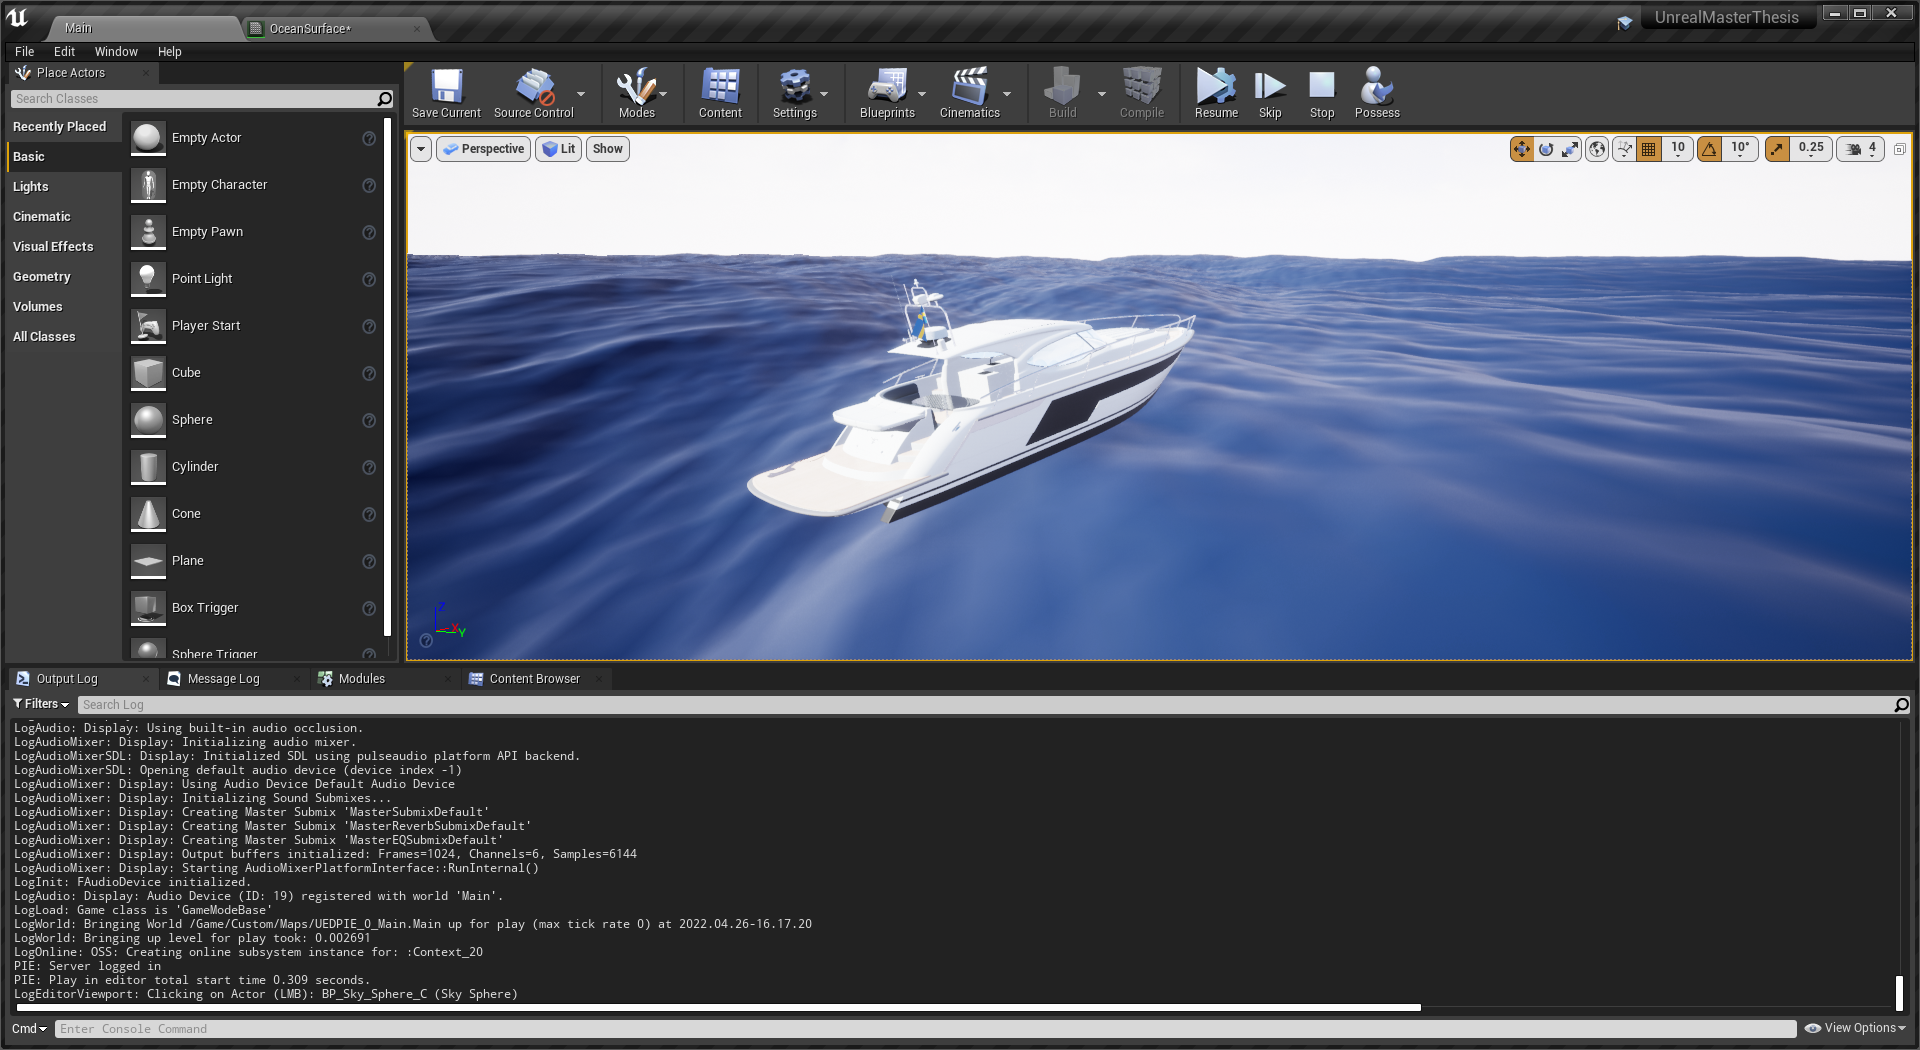 Main
OceanSurface*
UnrealMasterThesis
File Edit Window Help
Place Actors
Search Classes
Recently Placed
Basic
Lights
Cinematic
Visual Effects
Geometry
Volumes
All Classes
Empty Actor
Empty Character
Empty Pawn
Point Light
Player Start
Cube
Sphere
Cylinder
Cone
Plane
Box Trigger
Sphere Trigger
Save Current
Source Control
Modes
Content
Settings
Blueprints
Cinematics
Build
Compile
Resume
Skip
Stop
Possess
Perspective
Lit
Show
10
10°
0.25
4
Z
X
Y
Output Log
Message Log
Modules
Content Browser
Filters
Search Log
LogAudio: Display: Using built-in audio occlusion.
LogAudioMixer: Display: Initializing audio mixer.
LogAudioMixerSDL: Display: Initialized SDL using pulseaudio platform API backend.
LogAudioMixerSDL: Opening default audio device (device index -1)
LogAudioMixer: Display: Using Audio Device Default Audio Device
LogAudioMixer: Display: Initializing Sound Submixes...
LogAudioMixer: Display: Creating Master Submix 'MasterSubmixDefault'
LogAudioMixer: Display: Creating Master Submix 'MasterReverbSubmixDefault'
LogAudioMixer: Display: Creating Master Submix 'MasterEQSubmixDefault'
LogAudioMixer: Display: Output buffers initialized: Frames=1024, Channels=6, Samples=6144
LogAudioMixer: Display: Starting AudioMixerPlatformInterface::RunInternal()
LogInit: FAudioDevice initialized.
LogAudio: Display: Audio Device (ID: 19) registered with world 'Main'.
LogLoad: Game class is 'GameModeBase'
LogWorld: Bringing World /Game/Custom/Maps/UEDPIE_0_Main.Main up for play (max tick rate 0) at 2022.04.26-16.17.20
LogWorld: Bringing up level for play took: 0.002691
LogOnline: OSS: Creating online subsystem instance for: :Context_20
PIE: Server logged in
PIE: Play in editor total start time 0.309 seconds.
LogEditorViewport: Clicking on Actor (LMB): BP_Sky_Sphere_C (Sky Sphere)
Cmd
Enter Console Command
View Options